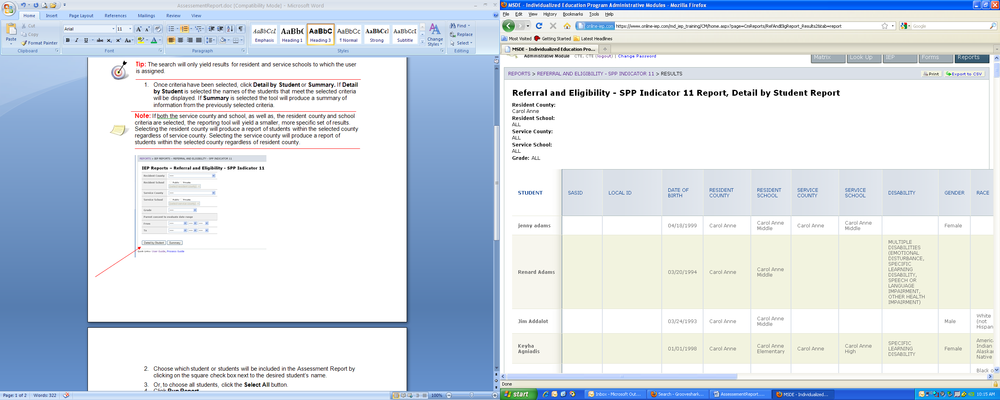 AssessementReport.doc [Compatibility Mode] - Microsoft Word
Home Insert Page Layout References Mailings Review View
Paste
Cut
Copy
Format Painter
Clipboard
Arial 11
Font
Paragraph
AaBbCcI AaBbC AaBbC AaBbCc AaBbCcl AaBbCcI
Emphasis Heading 1 Heading 3 ¶ Normal Strong Subtitle
Change Styles
Styles
Find
Replace
Select
Editing
Tip: The search will only yield results for resident and service schools to which the user
is assigned.
1. Once criteria have been selected, click Detail by Student or Summary. If Detail
by Student is selected the names of the students that meet the selected criteria
will be displayed. If Summary is selected the tool will produce a summary of
information from the previously selected criteria.
Note: If both the service county and school, as well as, the resident county and school
criteria are selected, the reporting tool will yield a smaller, more specific set of results.
Selecting the resident county will produce a report of students within the selected county
regardless of service county. Selecting the service county will produce a report of
students within the selected county regardless of resident county.
REPORTS > IEP REPORTS – REFERRAL AND ELIGIBILITY - SPP INDICATOR 11
IEP Reports – Referral and Eligibility - SPP Indicator 11
Resident County
Resident School Public Private
(select resident county)
Service County
Service School Public Private
(select service county)
Grade
Parent consent to evaluate date range
From
To
Detail by Student Summary
Quick Links: User Guide, Process Guide
2. Choose which student or students will be included in the Assessment Report by
clicking on the square check box next to the desired student's name.
3. Or, to choose all students, click the Select All button.
4. Click Run Report
Page: 1 of 2 Words: 322 100%
MSDE - Individualized Education Program Administrative Modules - Mozilla Firefox
File Edit View History Bookmarks Tools Help
online-iep.com https://www.online-iep.com/md_iep_training/CM/home.aspx?page=CmReports/RefAndEligReport_Results2&tab=report Google
Most Visited Getting Started Latest Headlines
MSDE - Individualized Education Pro...
Administrative Module CTE, CTE (logout) | Change Password
Matrix Look Up IEP Forms Reports
REPORTS > REFERRAL AND ELIGIBILITY - SPP INDICATOR 11 > RESULTS Print Export to CSV
Referral and Eligibility - SPP Indicator 11 Report, Detail by Student Report
Resident County:
Carol Anne
Resident School:
ALL
Service County:
ALL
Service School:
ALL
Grade: ALL
STUDENT SASID LOCAL ID DATE OF BIRTH RESIDENT COUNTY RESIDENT SCHOOL SERVICE COUNTY SERVICE SCHOOL DISABILITY GENDER RACE
jenny adams 04/18/1999 Carol Anne Carol Anne Middle Carol Anne Carol Anne Middle Female
Renard Adams 03/20/1994 Carol Anne Carol Anne Middle MULTIPLE DISABILITIES (EMOTIONAL DISTURBANCE, SPECIFIC LEARNING DISABILITY, SPEECH OR LANGUAGE IMPAIRMENT, OTHER HEALTH IMPAIRMENT)
Jim Addalot 03/24/1993 Carol Anne Carol Anne Middle Male White (not Hispan
Keyha Agniadis 01/01/1998 Carol Anne Carol Anne Elementary Carol Anne Carol Anne High SPECIFIC LEARNING DISABILITY Female Americ Indian Alaska Native
Black o
Done
start Inbox - Microsoft Out... Search - Grooveshark... AssessementReport.... MSDE - Individualized... 10:15 AM